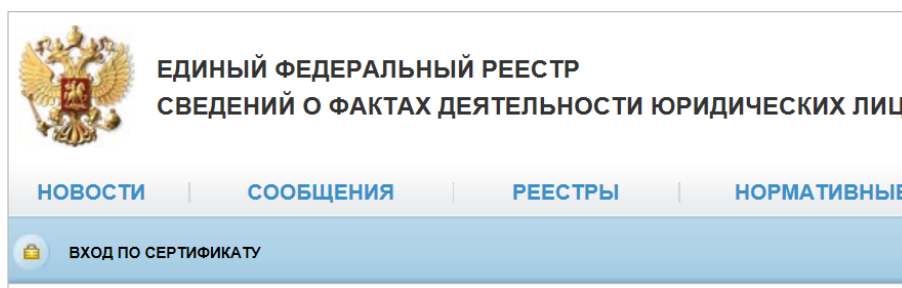 ЕДИНЫЙ ФЕДЕРАЛЬНЫЙ РЕЕСТР
СВЕДЕНИЙ О ФАКТАХ ДЕЯТЕЛЬНОСТИ ЮРИДИЧЕСКИХ ЛИЦ
НОВОСТИ СООБЩЕНИЯ РЕЕСТРЫ НОРМАТИВНЫЕ
ВХОД ПО СЕРТИФИКАТУ